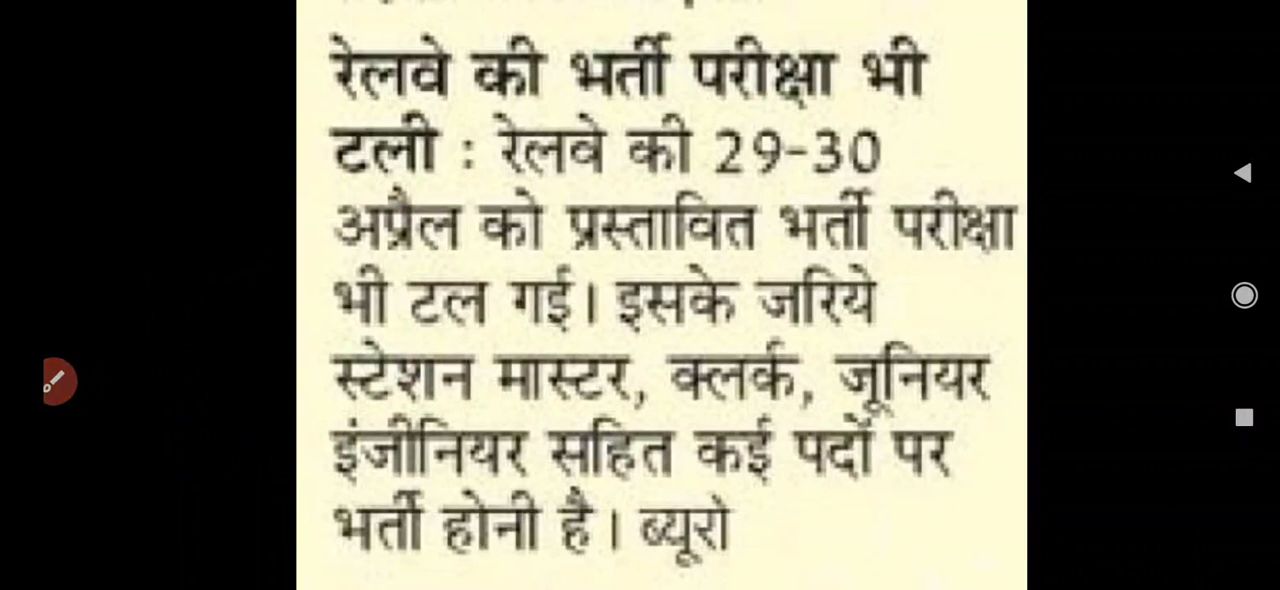 रेलवे की भर्ती परीक्षा भी
टली : रेलवे की 29-30
अप्रैल को प्रस्तावित भर्ती परीक्षा
भी टल गई। इसके जरिये
स्टेशन मास्टर, क्लर्क, जूनियर
इंजीनियर सहित कई पदों पर
भर्ती होनी है। ब्यूरो